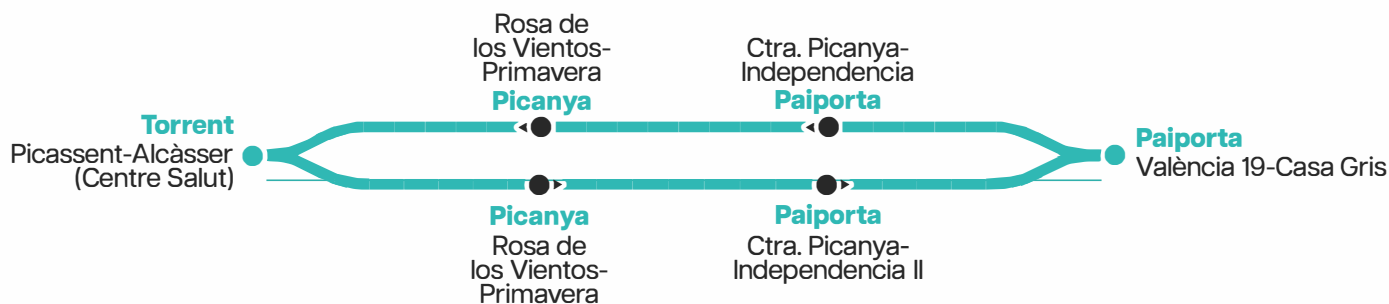 Rosa de
los Vientos-
Primavera
Picanya
Ctra. Picanya-
Independencia
Paiporta
Torrent
Picassent-Alcàsser
(Centre Salut)
Paiporta
València 19-Casa Gris
Picanya
Rosa de
los Vientos-
Primavera
Paiporta
Ctra. Picanya-
Independencia II